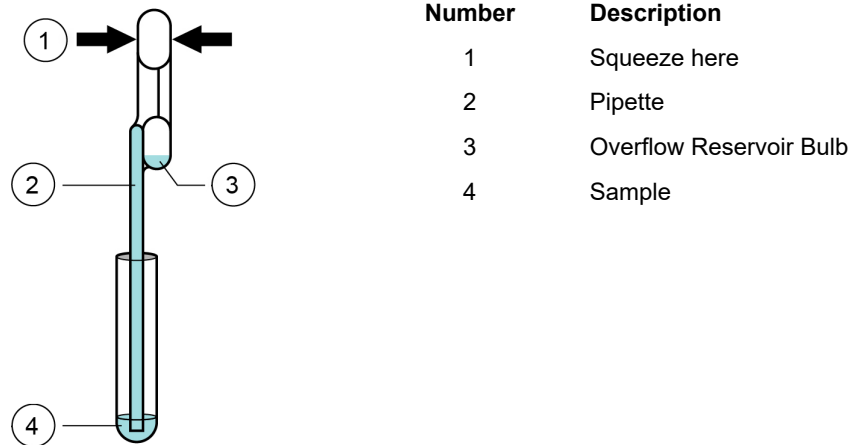 1
2
3
4
Number Description
1 Squeeze here
2 Pipette
3 Overflow Reservoir Bulb
4 Sample